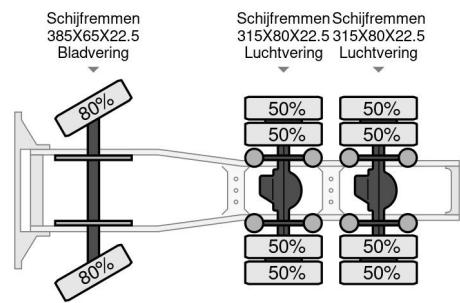 Schijfremmen
385X65X22.5
Bladvering
Schijfremmen
315X80X22.5
Luchtvering
Schijfremmen
315X80X22.5
Luchtvering
80%
50%
50%
50%
50%
80%
50%
50%
50%
50%